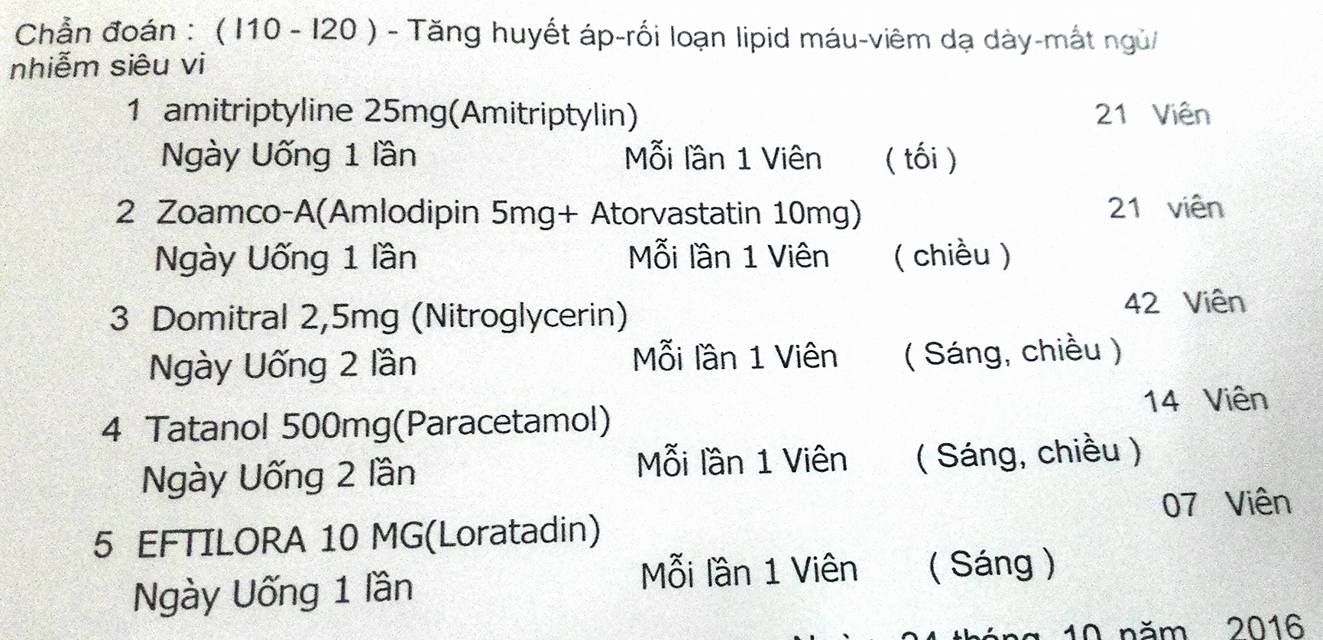 Chẩn đoán : ( I10 - I20 ) - Tăng huyết áp-rối loạn lipid máu-viêm dạ dày-mất ngủ/
nhiễm siêu vi
1 amitriptyline 25mg(Amitriptylin) 21 Viên
Ngày Uống 1 lần Mỗi lần 1 Viên ( tối )
2 Zoamco-A(Amlodipin 5mg+ Atorvastatin 10mg) 21 viên
Ngày Uống 1 lần Mỗi lần 1 Viên ( chiều )
3 Domitral 2,5mg (Nitroglycerin) 42 Viên
Ngày Uống 2 lần Mỗi lần 1 Viên ( Sáng, chiều )
4 Tatanol 500mg(Paracetamol) 14 Viên
Ngày Uống 2 lần Mỗi lần 1 Viên ( Sáng, chiều )
5 EFTILORA 10 MG(Loratadin) 07 Viên
Ngày Uống 1 lần Mỗi lần 1 Viên ( Sáng )
tháng 10 năm 2016